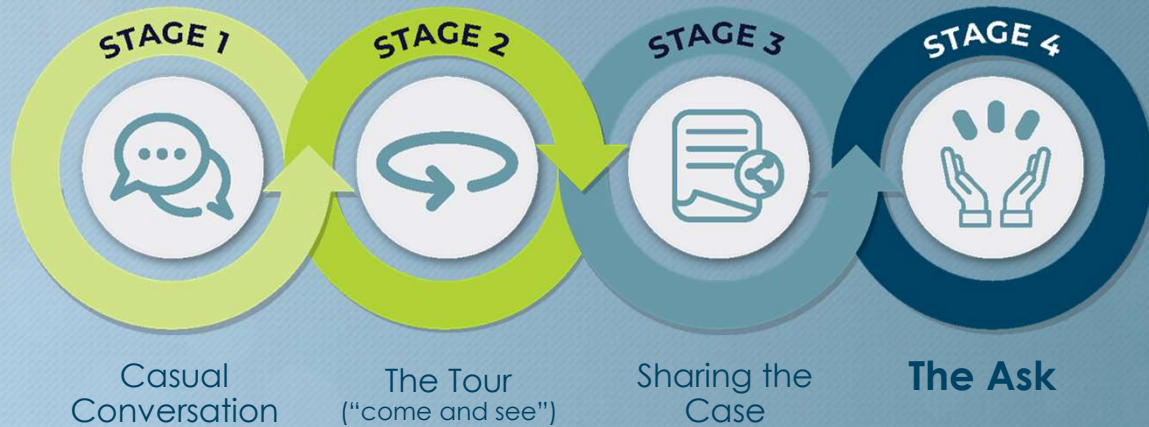 STAGE 1
STAGE 2
STAGE 3
STAGE 4
Casual
Conversation
The Tour
(“come and see”)
Sharing the
Case
The Ask